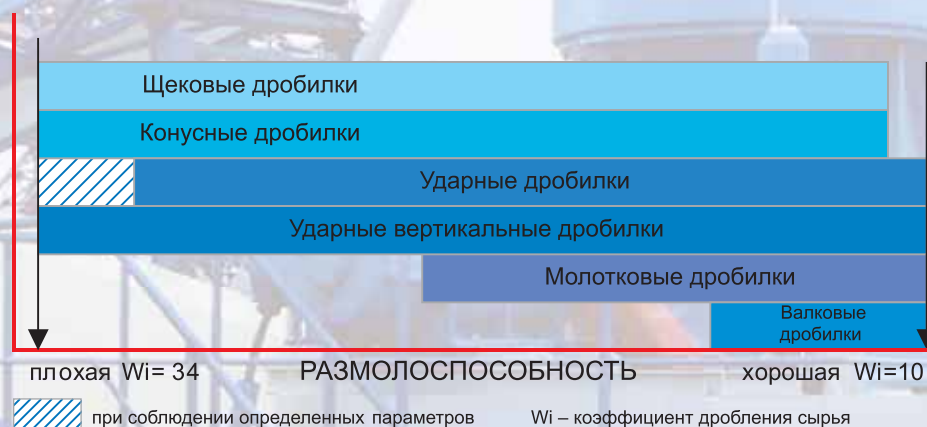 Щековые дробилки
Конусные дробилки
Ударные дробилки
Ударные вертикальные дробилки
Молотковые дробилки
Валковые
дробилки
плохая Wi= 34 РАЗМОЛОСПОСОБНОСТЬ хорошая Wi=10
при соблюдении определенных параметров Wi – коэффициент дробления сырья